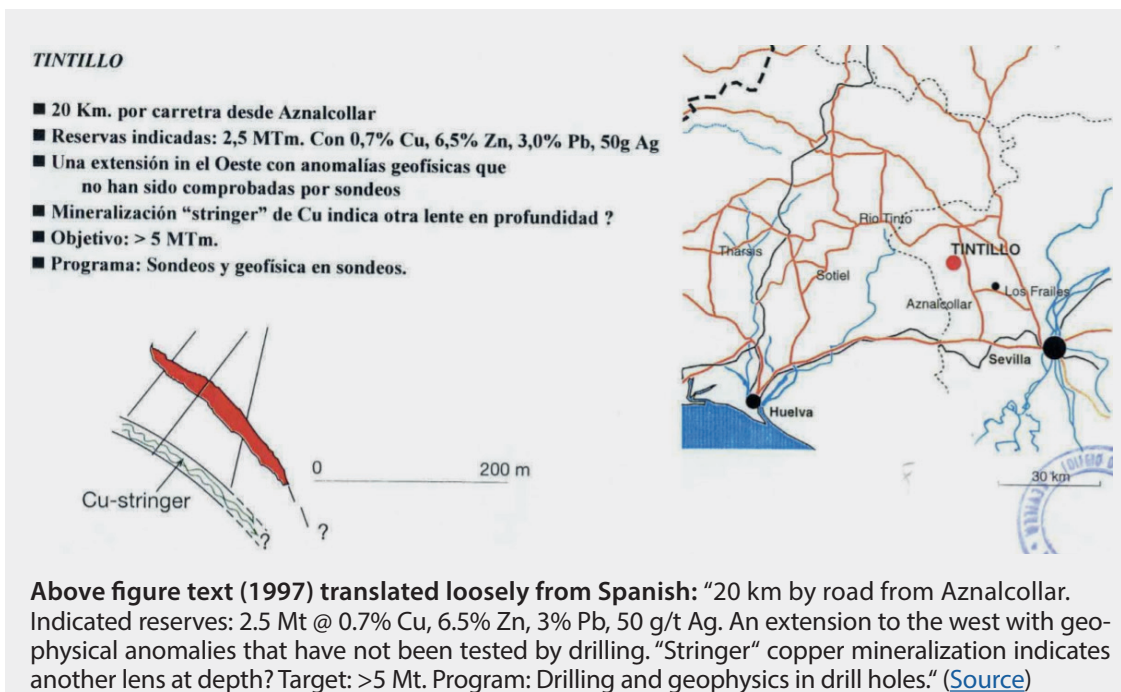 TINTILLO
■ 20 Km. por carretra desde Aznalcollar
■ Reservas indicadas: 2,5 MTm. Con 0,7% Cu, 6,5% Zn, 3,0% Pb, 50g Ag
■ Una extensión in el Oeste con anomalías geofísicas que
no han sido comprobadas por sondeos
■ Mineralización “stringer” de Cu indica otra lente en profundidad ?
■ Objetivo: > 5 MTm.
■ Programa: Sondeos y geofísica en sondeos.
Cu-stringer
?
?
0 200 m
Rio Tinto
Tharsis
Sotiel
TINTILLO
Los Frailes
Aznalcollar
Sevilla
Huelva
30 km
Above figure text (1997) translated loosely from Spanish: “20 km by road from Aznalcollar.
Indicated reserves: 2.5 Mt @ 0.7% Cu, 6.5% Zn, 3% Pb, 50 g/t Ag. An extension to the west with geo-
physical anomalies that have not been tested by drilling. “Stringer“ copper mineralization indicates
another lens at depth? Target: >5 Mt. Program: Drilling and geophysics in drill holes.“ (Source)